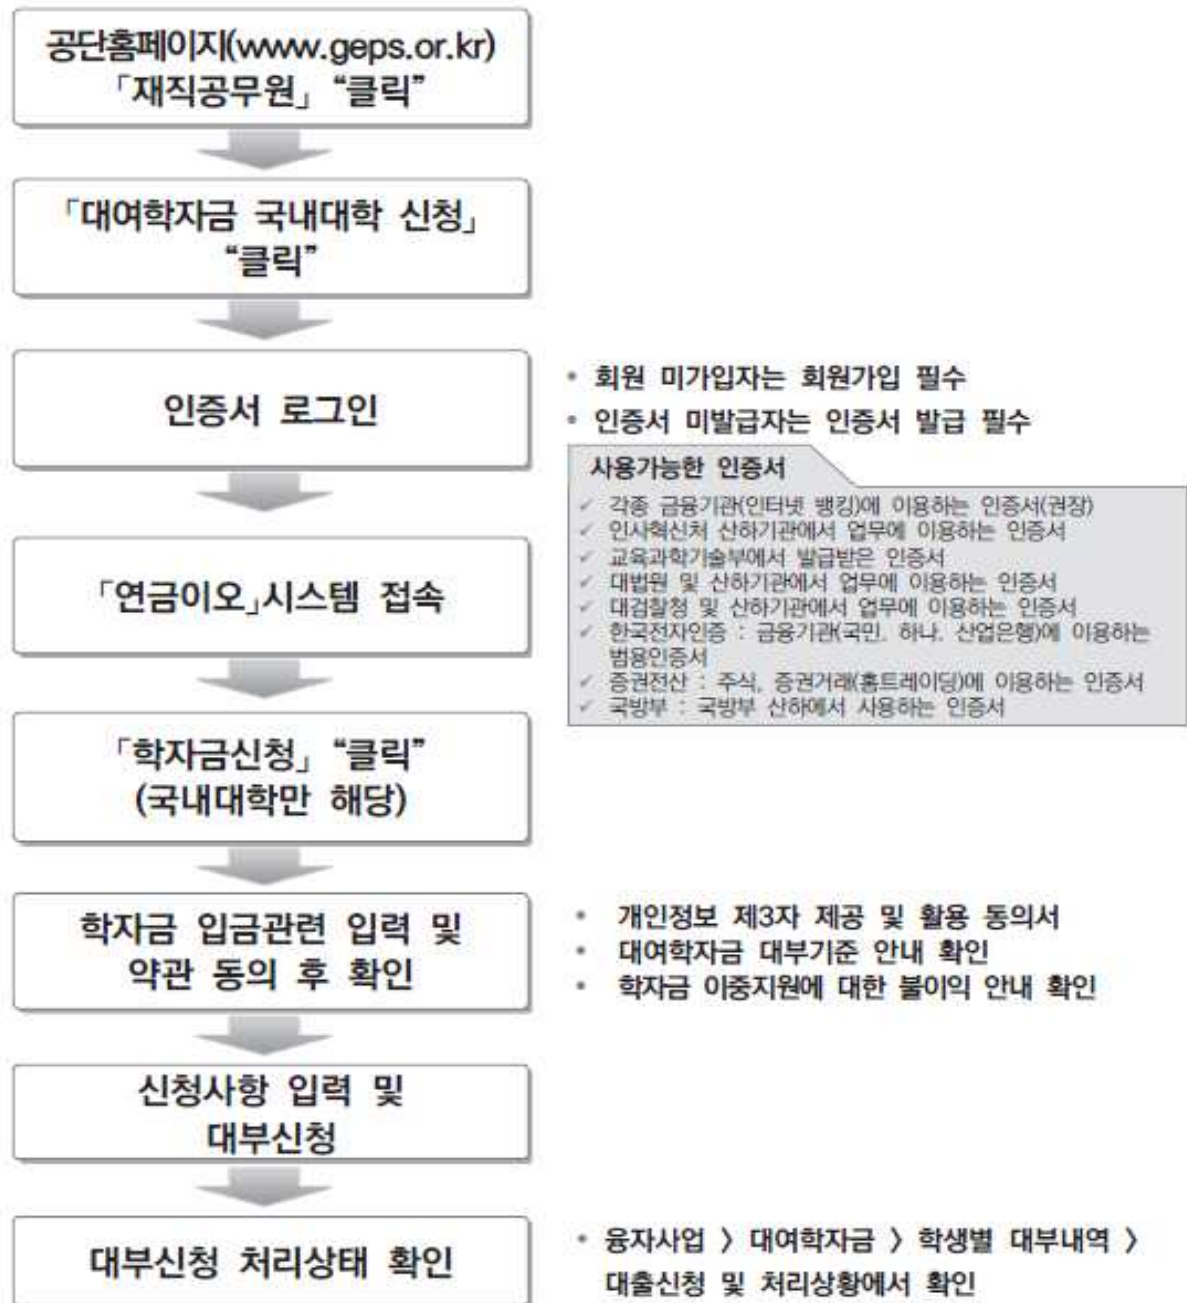 공단홈페이지(www.geps.or.kr)
「재직공무원」 “클릭”
「대여학자금 국내대학 신청」
“클릭”
인증서 로그인
• 회원 미가입자는 회원가입 필수
• 인증서 미발급자는 인증서 발급 필수
사용가능한 인증서
✓ 각종 금융기관(인터넷 뱅킹)에 이용하는 인증서(권장)
✓ 인사혁신처 산하기관에서 업무에 이용하는 인증서
✓ 교육과학기술부에서 발급받은 인증서
✓ 대법원 및 산하기관에서 업무에 이용하는 인증서
✓ 대검찰청 및 산하기관에서 업무에 이용하는 인증서
✓ 한국전자인증 : 금융기관(국민, 하나, 산업은행)에 이용하는
범용인증서
✓ 증권전산 : 주식, 증권거래(홈트레이딩)에 이용하는 인증서
✓ 국방부 : 국방부 산하에서 사용하는 인증서
「연금이오」시스템 접속
「학자금신청」 “클릭”
(국내대학만 해당)
학자금 입금관련 입력 및
약관 동의 후 확인
• 개인정보 제3자 제공 및 활용 동의서
• 대여학자금 대부기준 안내 확인
• 학자금 이중지원에 대한 불이익 안내 확인
신청사항 입력 및
대부신청
대부신청 처리상태 확인
• 융자사업 > 대여학자금 > 학생별 대부내역 >
대출신청 및 처리상황에서 확인